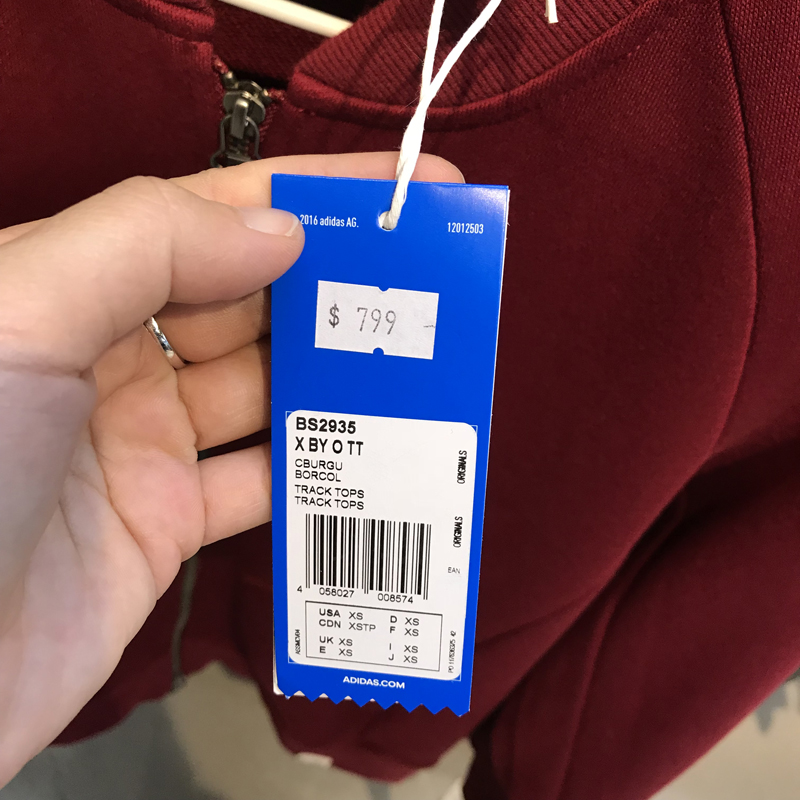 2016 adidas AG.
12012503
$ 799
BS2935
X BY O TT
CBURGU
BORCOL
TRACK TOPS
TRACK TOPS
ORIGINALS
ORIGINALS
EAN
4 058027 008574
USA XS
CDN XSTP
UK XS
E XS
D XS
F XS
I XS
J XS
ADIDAS.COM